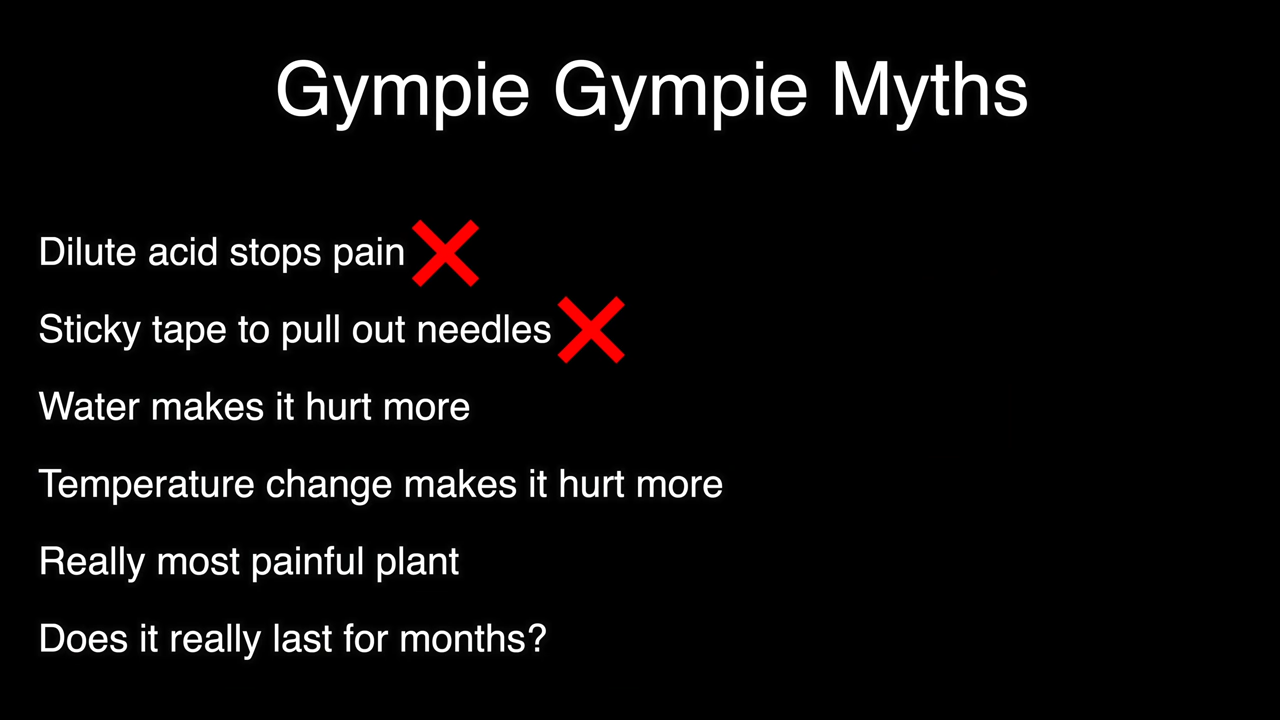 Gympie Gympie Myths
Dilute acid stops pain
Sticky tape to pull out needles
Water makes it hurt more
Temperature change makes it hurt more
Really most painful plant
Does it really last for months?